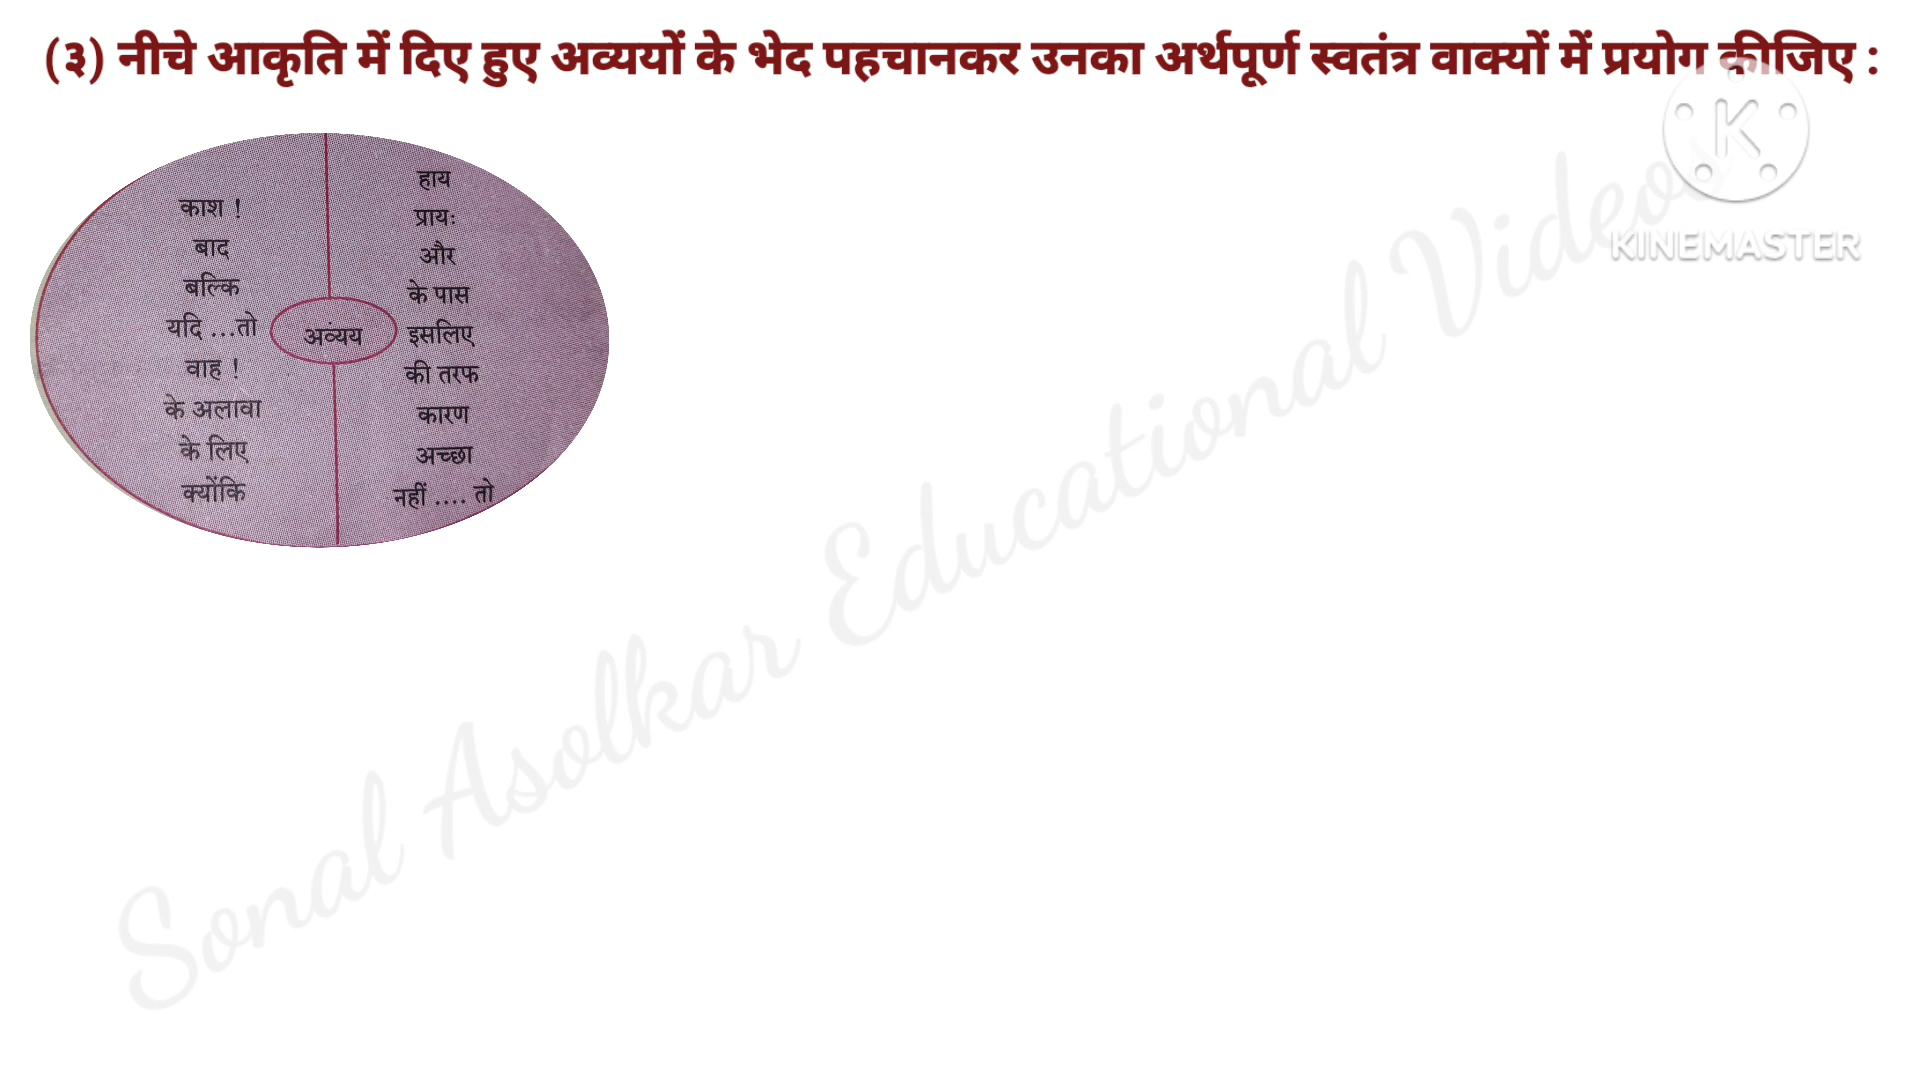 (३) नीचे आकृति में दिए हुए अव्ययों के भेद पहचानकर उनका अर्थपूर्ण स्वतंत्र वाक्यों में प्रयोग कीजिए :
काश !
बाद
बल्कि
यदि ...तो
वाह !
के अलावा
के लिए
क्योंकि
अव्यय
हाय
प्रायः
और
के पास
इसलिए
की तरफ
कारण
अच्छा
नहीं .... तो
K
KINEMASTER
Sonal Asolkar Educational Videos